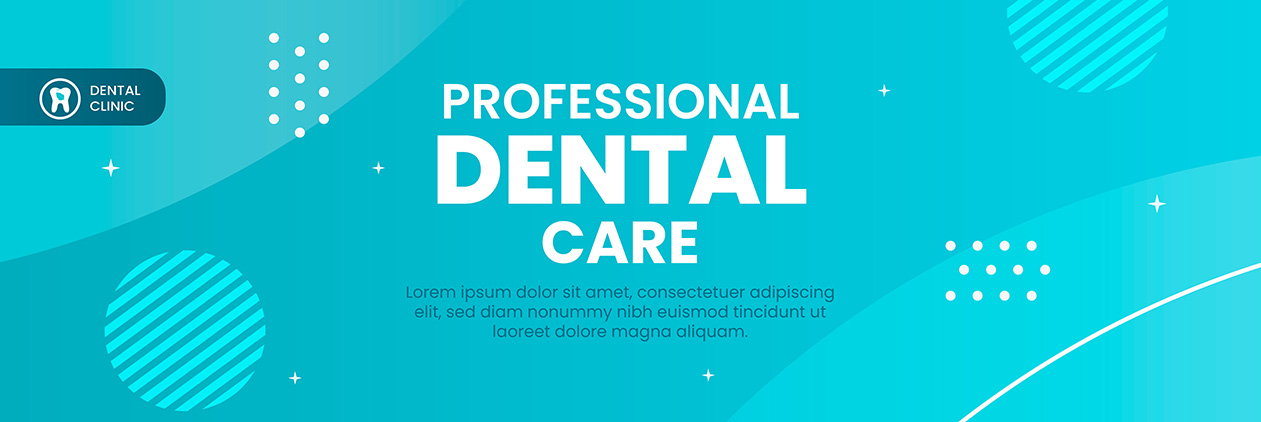 DENTAL
CLINIC
PROFESSIONAL
DENTAL
CARE
Lorem ipsum dolor sit amet, consectetuer adipiscing
elit, sed diam nonummy nibh euismod tincidunt ut
laoreet dolore magna aliquam.